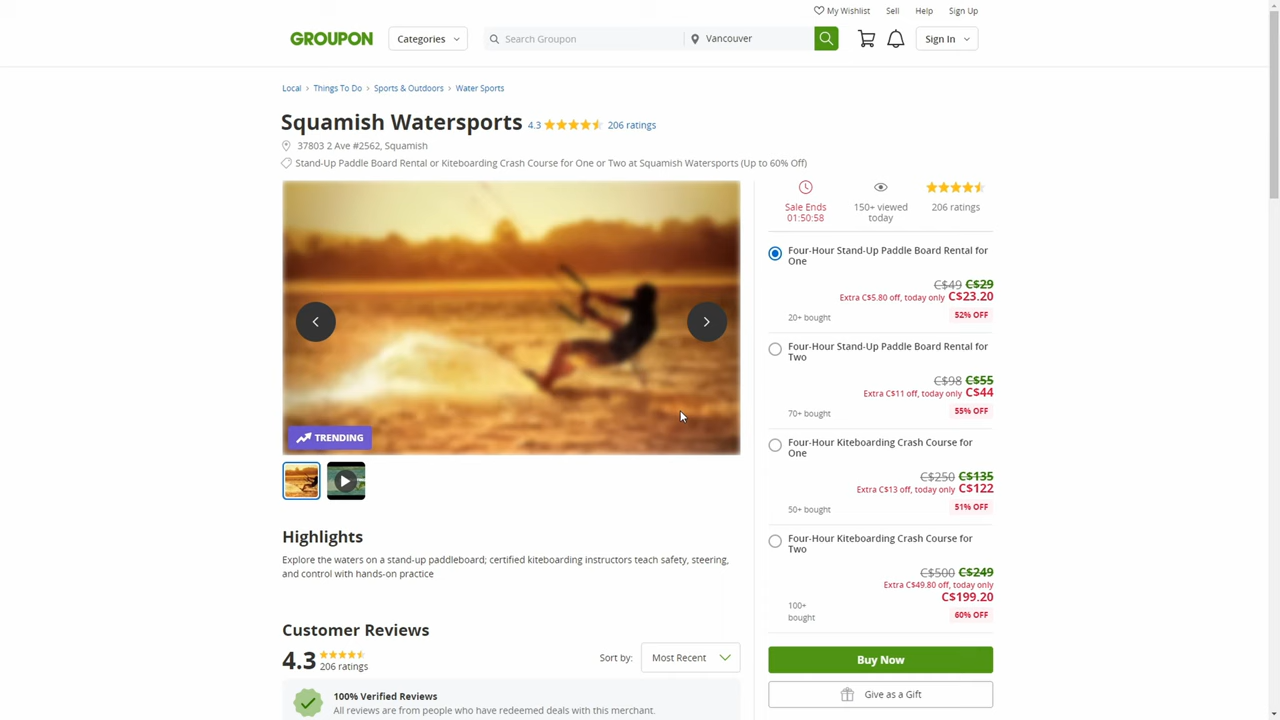 My Wishlist Sell Help Sign Up
GROUPON Categories Search Groupon Vancouver Sign In
Local › Things To Do › Sports & Outdoors › Water Sports
Squamish Watersports 4.3 206 ratings
37803 2 Ave #2562, Squamish
Stand-Up Paddle Board Rental or Kiteboarding Crash Course for One or Two at Squamish Watersports (Up to 60% Off)
TRENDING
Highlights
Explore the waters on a stand-up paddleboard; certified kiteboarding instructors teach safety, steering,
and control with hands-on practice
Customer Reviews
4.3
206 ratings
Sort by: Most Recent
100% Verified Reviews
All reviews are from people who have redeemed deals with this merchant.
Sale Ends
01:50:58
150+ viewed
today
206 ratings
Four-Hour Stand-Up Paddle Board Rental for
One
C$49 C$29
Extra C$5.80 off, today only C$23.20
20+ bought 52% OFF
Four-Hour Stand-Up Paddle Board Rental for
Two
C$98 C$55
Extra C$11 off, today only C$44
70+ bought 55% OFF
Four-Hour Kiteboarding Crash Course for
One
C$250 C$135
Extra C$13 off, today only C$122
50+ bought 51% OFF
Four-Hour Kiteboarding Crash Course for
Two
C$500 C$249
Extra C$49.80 off, today only
C$199.20
100+
bought
60% OFF
Buy Now
Give as a Gift